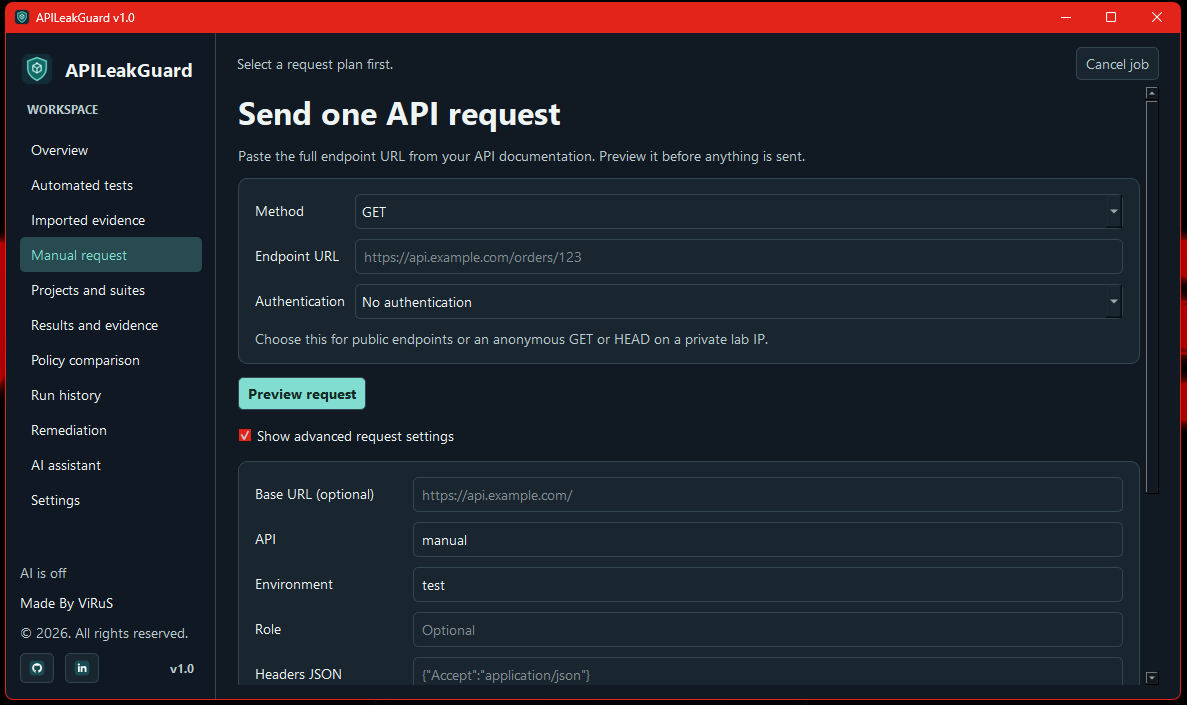 APILeakGuard v1.0
APILeakGuard
WORKSPACE
Overview
Automated tests
Imported evidence
Manual request
Projects and suites
Results and evidence
Policy comparison
Run history
Remediation
AI assistant
Settings
AI is off
Made By ViRuS
© 2026. All rights reserved.
in
v1.0
Select a request plan first.
Cancel job
Send one API request
Paste the full endpoint URL from your API documentation. Preview it before anything is sent.
Method
GET
Endpoint URL
https://api.example.com/orders/123
Authentication
No authentication
Choose this for public endpoints or an anonymous GET or HEAD on a private lab IP.
Preview request
Show advanced request settings
Base URL (optional)
https://api.example.com/
API
manual
Environment
test
Role
Optional
Headers JSON
{"Accept":"application/json"}